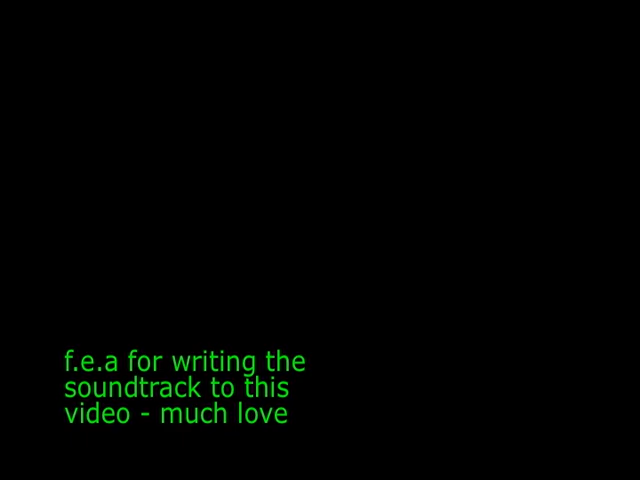 f.e.a for writing the
soundtrack to this
video - much love